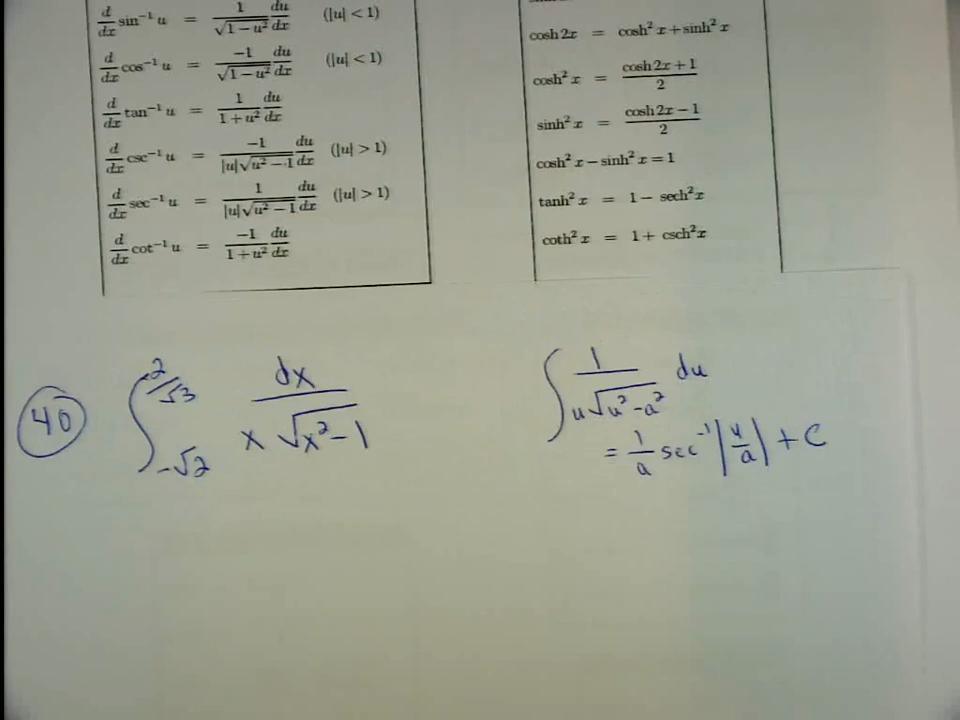 d/dx sin⁻¹ u = 1/√(1−u²) du/dx (|u| < 1)
d/dx cos⁻¹ u = −1/√(1−u²) du/dx (|u| < 1)
d/dx tan⁻¹ u = 1/(1+u²) du/dx
d/dx csc⁻¹ u = −1/(|u|√(u²−1)) du/dx (|u| > 1)
d/dx sec⁻¹ u = 1/(|u|√(u²−1)) du/dx (|u| > 1)
d/dx cot⁻¹ u = −1/(1+u²) du/dx
cosh 2x = cosh² x + sinh² x
cosh² x = (cosh 2x + 1)/2
sinh² x = (cosh 2x − 1)/2
cosh² x − sinh² x = 1
tanh² x = 1 − sech² x
coth² x = 1 + csch² x
40 ∫_{−√2}^{2/√3} dx/(x√(x²−1))
∫ 1/(u√(u²−a²)) du
= 1/a sec⁻¹ |u/a| + C